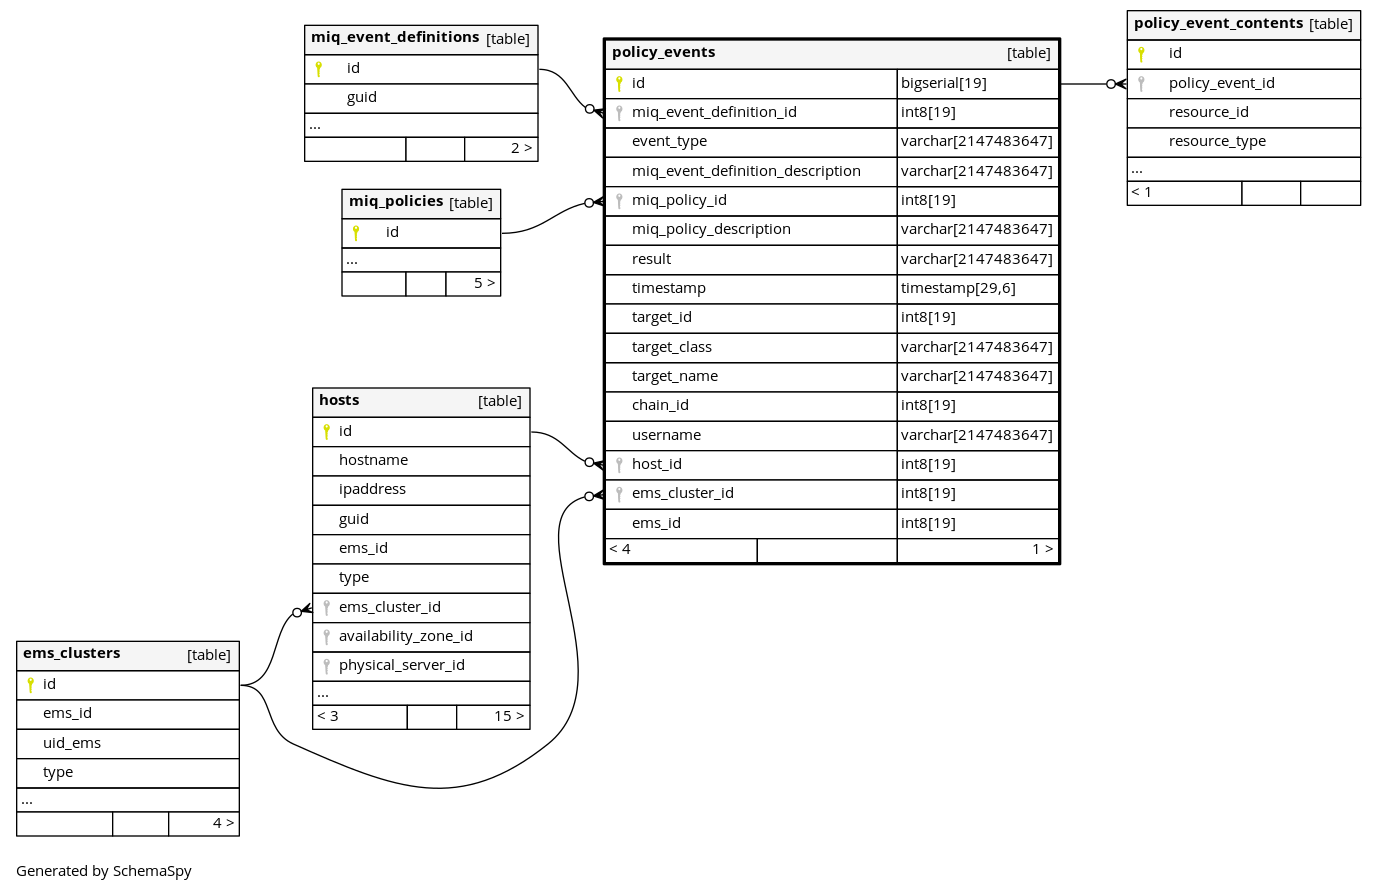 miq_event_definitions [table]
id
guid
...
2 >
miq_policies [table]
id
...
5 >
hosts [table]
id
hostname
ipaddress
guid
ems_id
type
ems_cluster_id
availability_zone_id
physical_server_id
...
< 3 15 >
ems_clusters [table]
id
ems_id
uid_ems
type
...
4 >
policy_events [table]
id bigserial[19]
miq_event_definition_id int8[19]
event_type varchar[2147483647]
miq_event_definition_description varchar[2147483647]
miq_policy_id int8[19]
miq_policy_description varchar[2147483647]
result varchar[2147483647]
timestamp timestamp[29,6]
target_id int8[19]
target_class varchar[2147483647]
target_name varchar[2147483647]
chain_id int8[19]
username varchar[2147483647]
host_id int8[19]
ems_cluster_id int8[19]
ems_id int8[19]
< 4 1 >
policy_event_contents [table]
id
policy_event_id
resource_id
resource_type
...
< 1
Generated by SchemaSpy